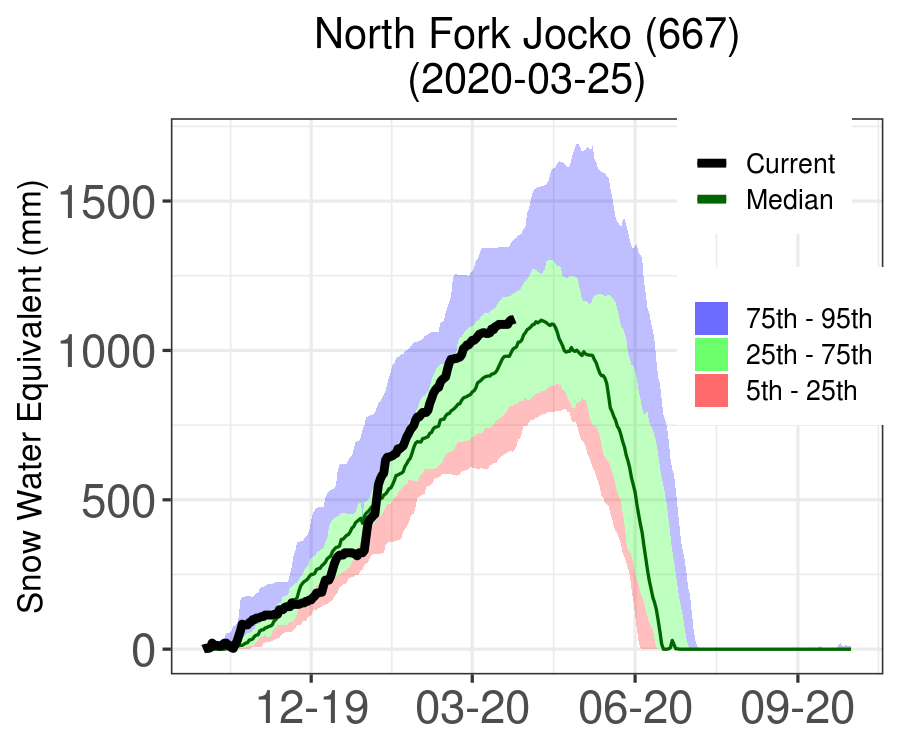 North Fork Jocko (667)
(2020-03-25)
Current
Median
75th - 95th
25th - 75th
5th - 25th
Snow Water Equivalent (mm)
1500
1000
500
0
12-19
03-20
06-20
09-20